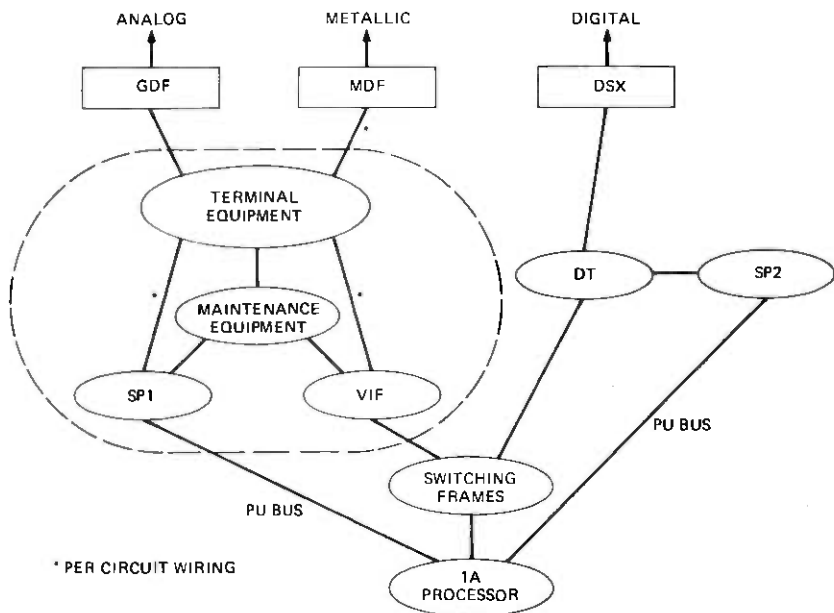 ANALOG
METALLIC
DIGITAL
GDF
MDF
DSX
*
TERMINAL
EQUIPMENT
DT
SP2
*
*
MAINTENANCE
EQUIPMENT
SP1
VIF
PU BUS
SWITCHING
FRAMES
PU BUS
* PER CIRCUIT WIRING
1A
PROCESSOR